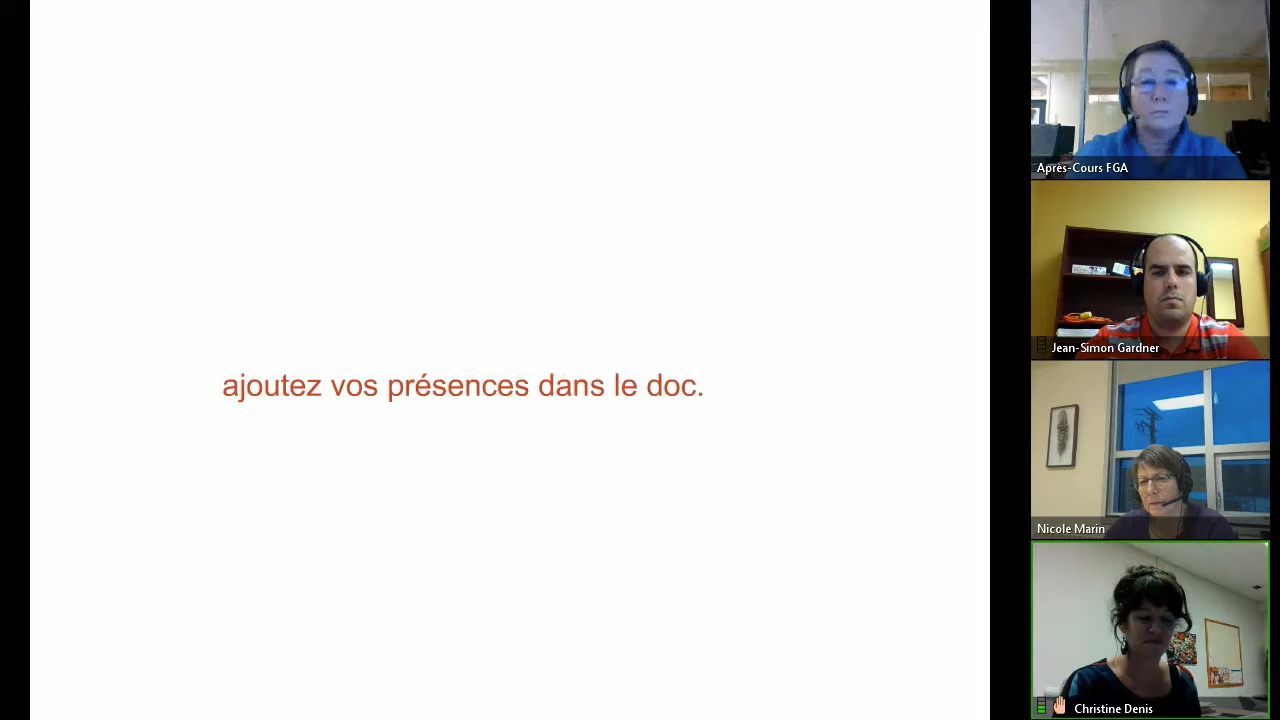 ajoutez vos présences dans le doc.
Après-Cours FGA
Jean-Simon Gardner
Nicole Marin
Christine Denis